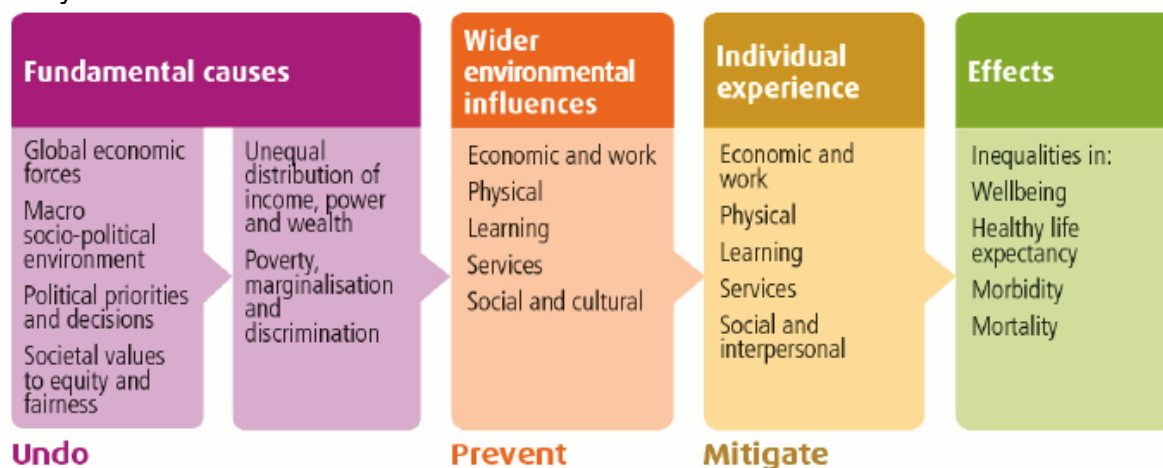 Fundamental causes
Global economic
forces
Macro
socio-political
environment
Political priorities
and decisions
Societal values
to equity and
fairness
Unequal
distribution of
income, power
and wealth
Poverty,
marginalisation
and
discrimination
Undo
Wider
environmental
influences
Economic and work
Physical
Learning
Services
Social and cultural
Prevent
Individual
experience
Economic and
work
Physical
Learning
Services
Social and
interpersonal
Mitigate
Effects
Inequalities in:
Wellbeing
Healthy life
expectancy
Morbidity
Mortality